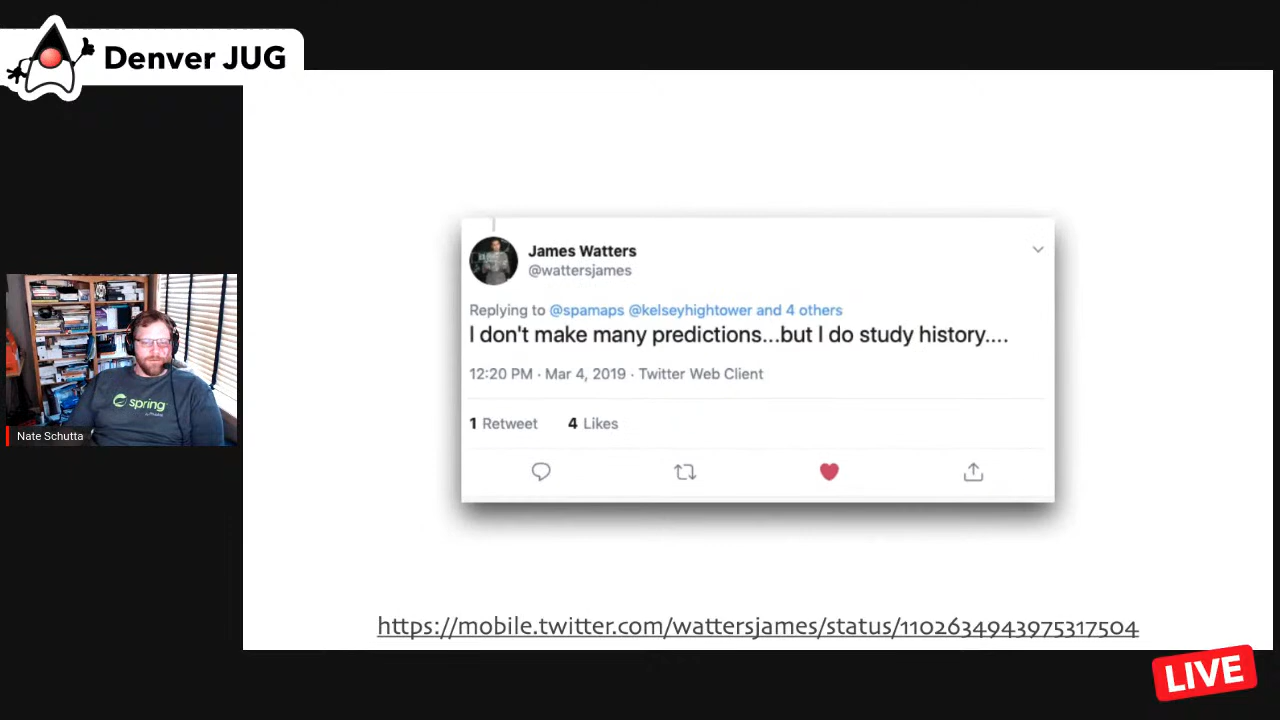 Denver JUG
James Watters
@wattersjames
Replying to @spamaps @kelseyhightower and 4 others
I don't make many predictions...but I do study history....
12:20 PM · Mar 4, 2019 · Twitter Web Client
1 Retweet 4 Likes
spring
Nate Schutta
https://mobile.twitter.com/wattersjames/status/1102634943975317504
LIVE